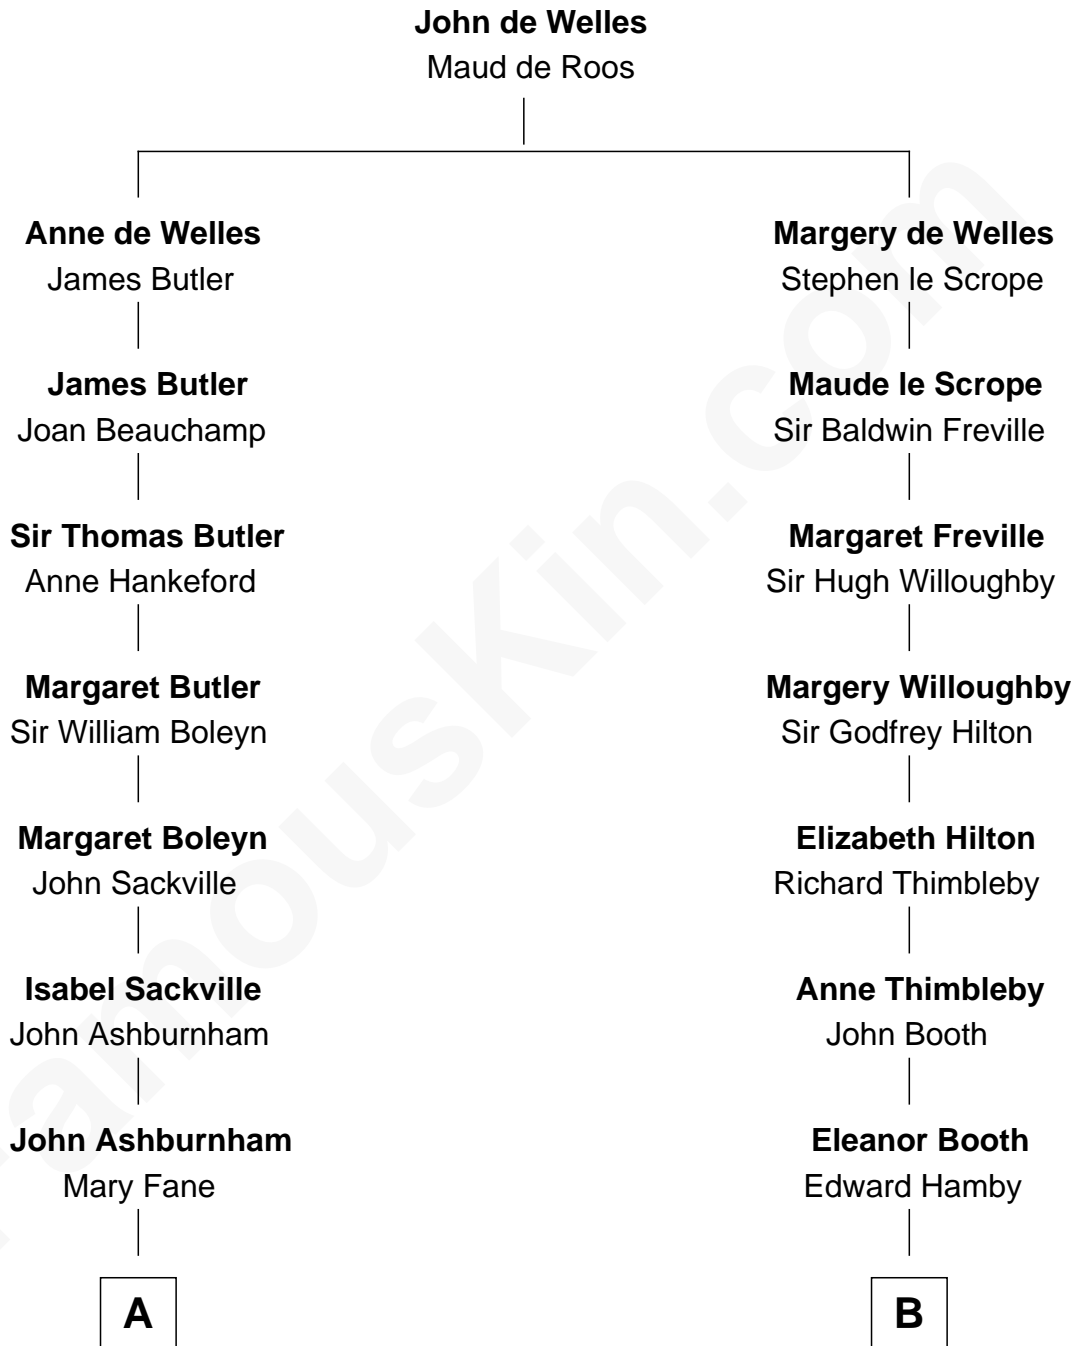 John de Welles
Maud de Roos
Anne de Welles
James Butler
Margery de Welles
Stephen le Scrope
James Butler
Joan Beauchamp
Maude le Scrope
Sir Baldwin Freville
Sir Thomas Butler
Anne Hankeford
Margaret Freville
Sir Hugh Willoughby
Margaret Butler
Sir William Boleyn
Margery Willoughby
Sir Godfrey Hilton
Margaret Boleyn
John Sackville
Elizabeth Hilton
Richard Thimbleby
Isabel Sackville
John Ashburnham
Anne Thimbleby
John Booth
John Ashburnham
Mary Fane
Eleanor Booth
Edward Hamby
A
B
FamousKin.com